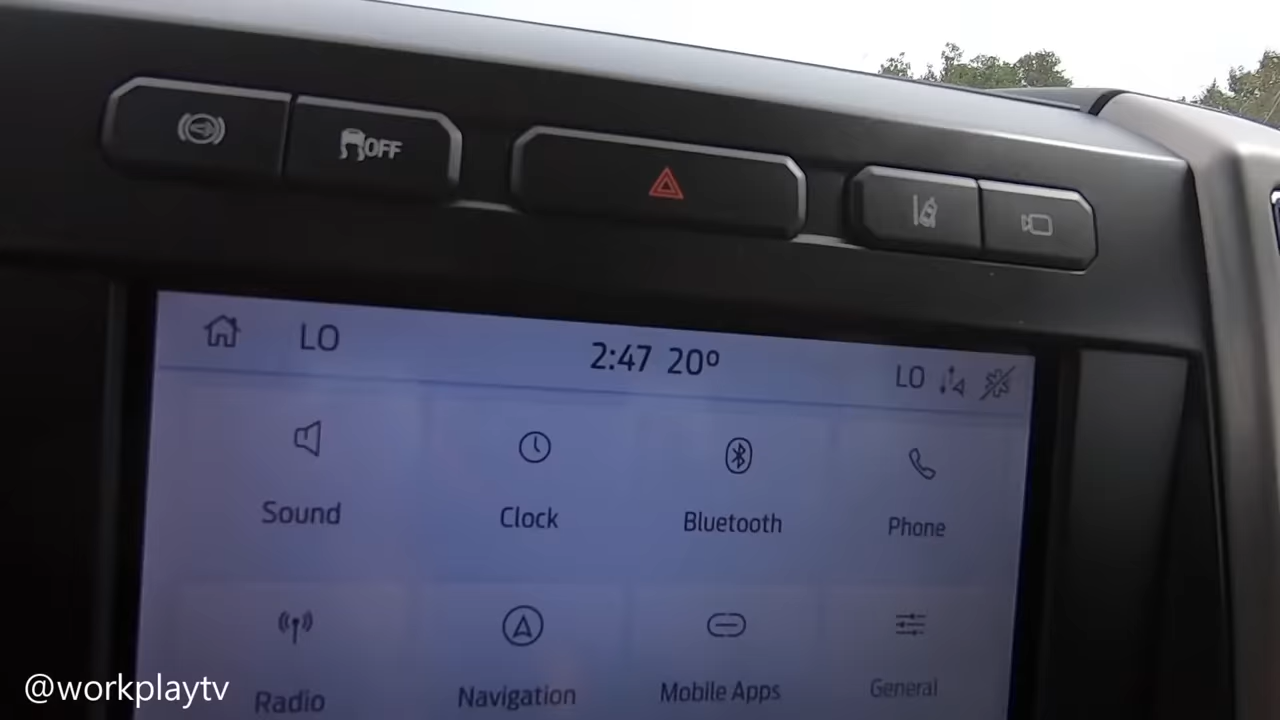 OFF
LO 2:47 20° LO
Sound Clock Bluetooth Phone
Radio Navigation Mobile Apps General
@workplaytv